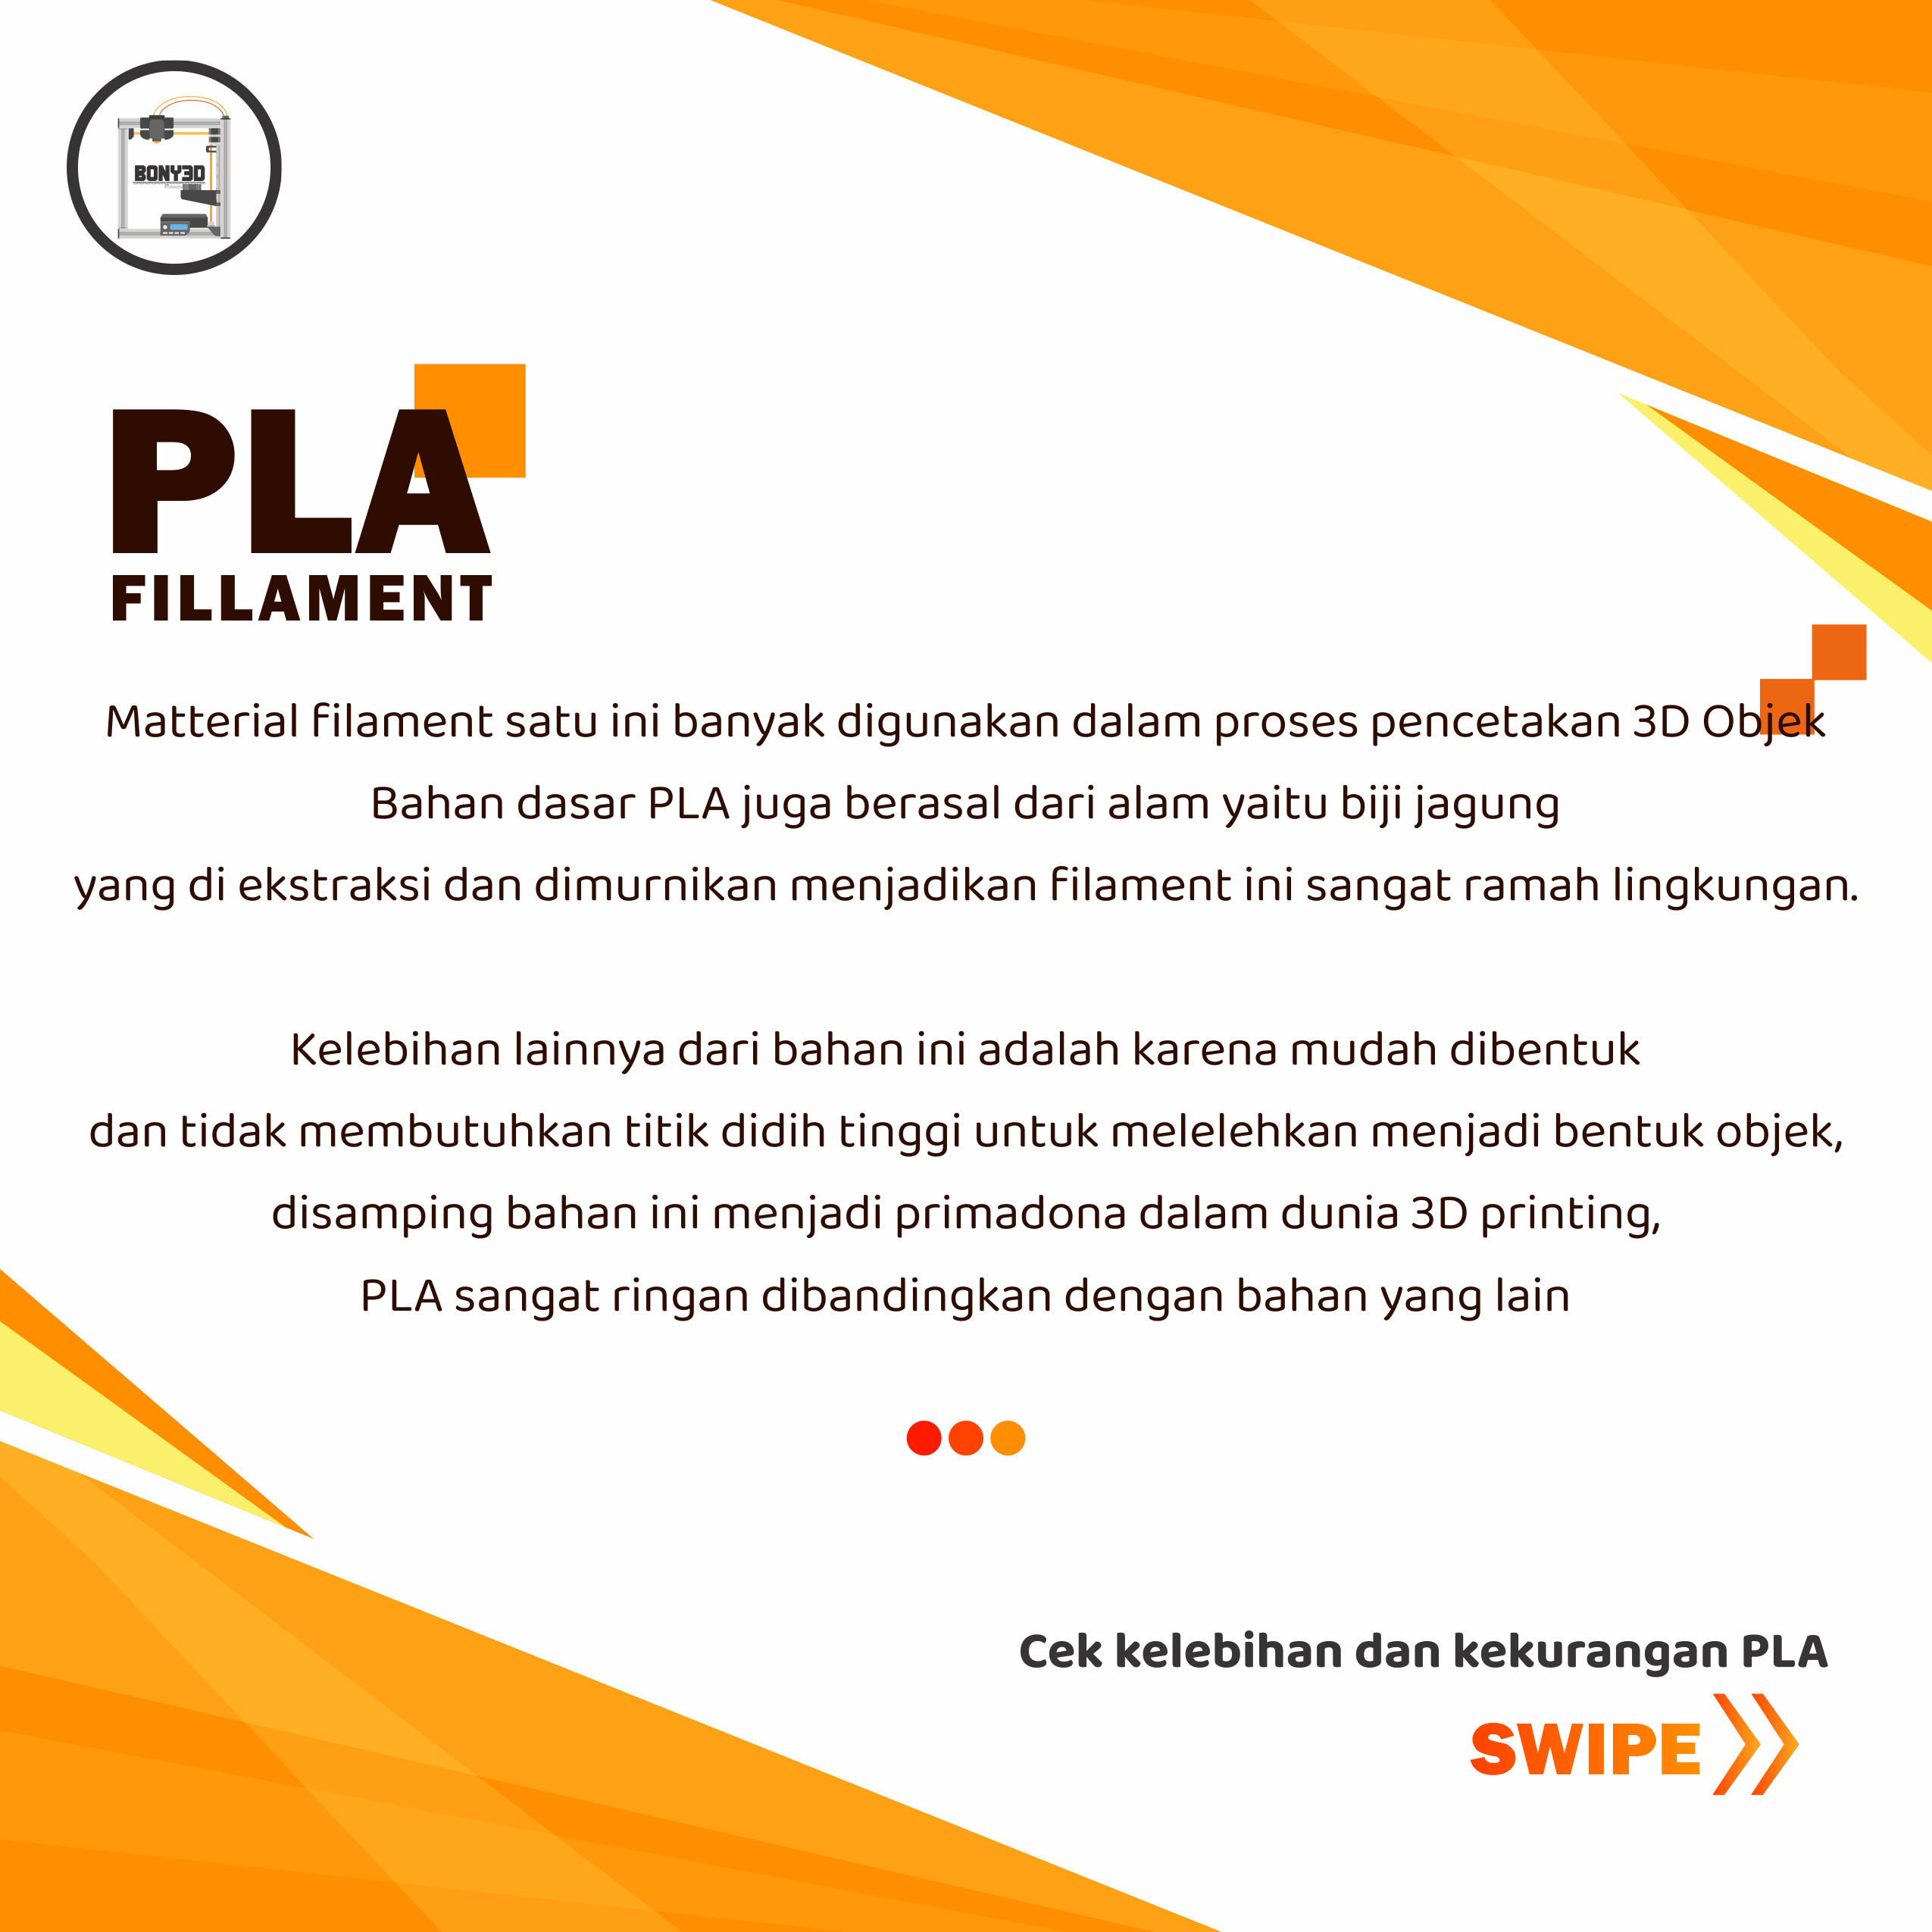 BONY3D
PLA
FILLAMENT
Matterial filament satu ini banyak digunakan dalam proses pencetakan 3D Objek
Bahan dasar PLA juga berasal dari alam yaitu biji jagung
yang di ekstraksi dan dimurnikan menjadikan filament ini sangat ramah lingkungan.
Kelebihan lainnya dari bahan ini adalah karena mudah dibentuk
dan tidak membutuhkan titik didih tinggi untuk melelehkan menjadi bentuk objek,
disamping bahan ini menjadi primadona dalam dunia 3D printing,
PLA sangat ringan dibandingkan dengan bahan yang lain
Cek kelebihan dan kekurangan PLA
SWIPE